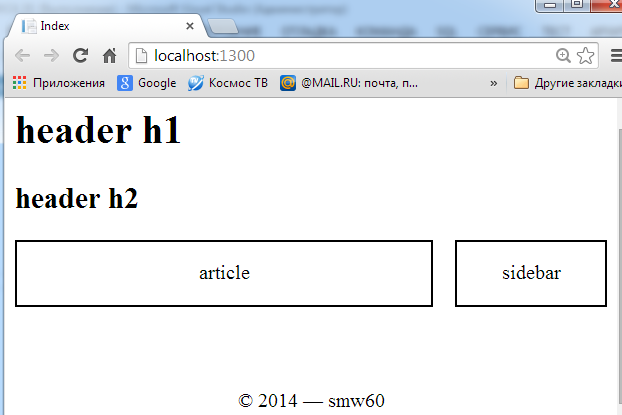 Index
localhost:1300
Приложения Google Космос ТВ @MAIL.RU: почта, п... » Другие закладки
header h1
header h2
article sidebar
© 2014 — smw60